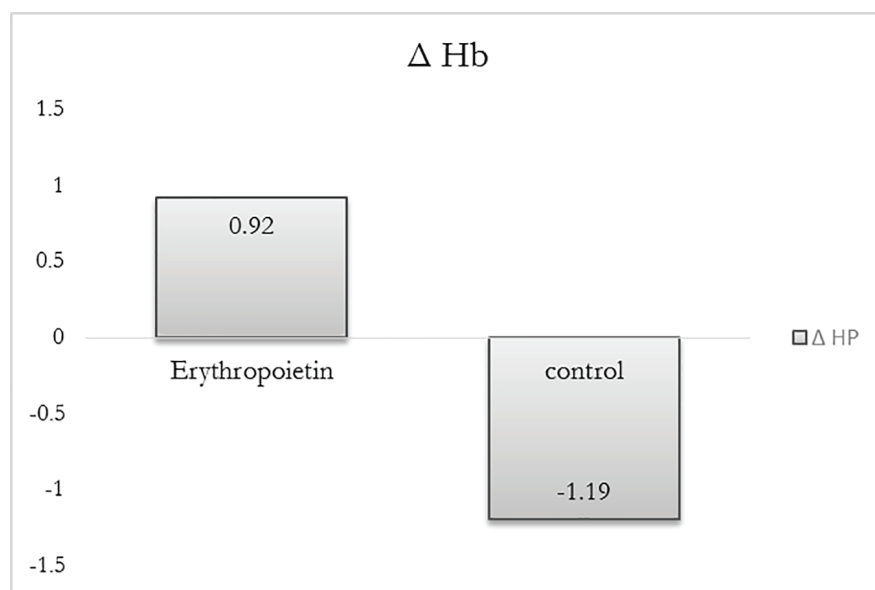 Δ Hb
1.5
1
0.92
0.5
0
Δ HP
Erythropoietin
control
-0.5
-1
-1.19
-1.5